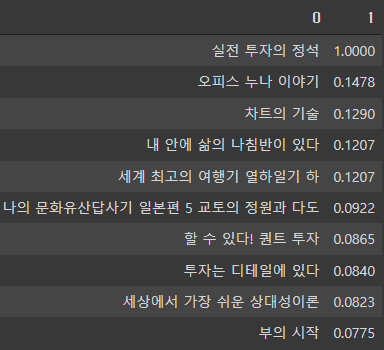 0 1
실전 투자의 정석 1.0000
오피스 누나 이야기 0.1478
차트의 기술 0.1290
내 안에 삶의 나침반이 있다 0.1207
세계 최고의 여행기 열하일기 하 0.1207
나의 문화유산답사기 일본편 5 교토의 정원과 다도 0.0922
할 수 있다! 퀀트 투자 0.0865
투자는 디테일에 있다 0.0840
세상에서 가장 쉬운 상대성이론 0.0823
부의 시작 0.0775